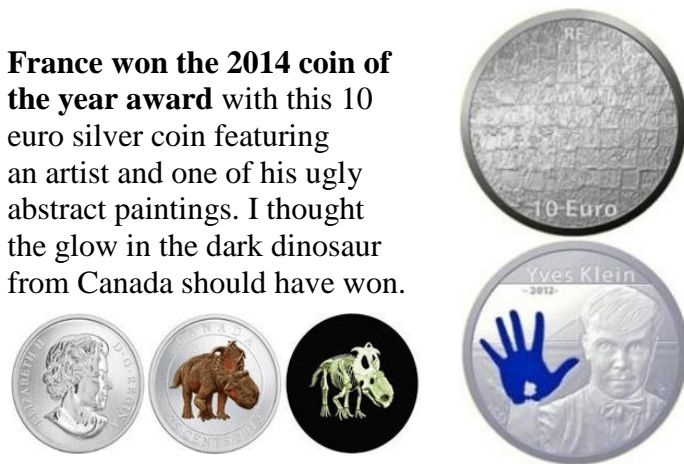 France won the 2014 coin of
the year award with this 10
euro silver coin featuring
an artist and one of his ugly
abstract paintings. I thought
the glow in the dark dinosaur
from Canada should have won.
RF
10 Euro
Yves Klein
-2012-
ELIZABETH II D·G·REGINA
CANADA
CENTS